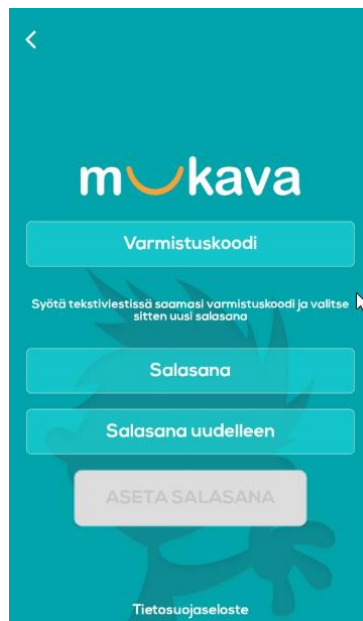 mukava
Varmistuskoodi
Syötä tekstiviestissä saamasi varmistuskoodi ja valitse
sitten uusi salasana
Salasana
Salasana uudelleen
ASETA SALASANA
Tietosuojaseloste